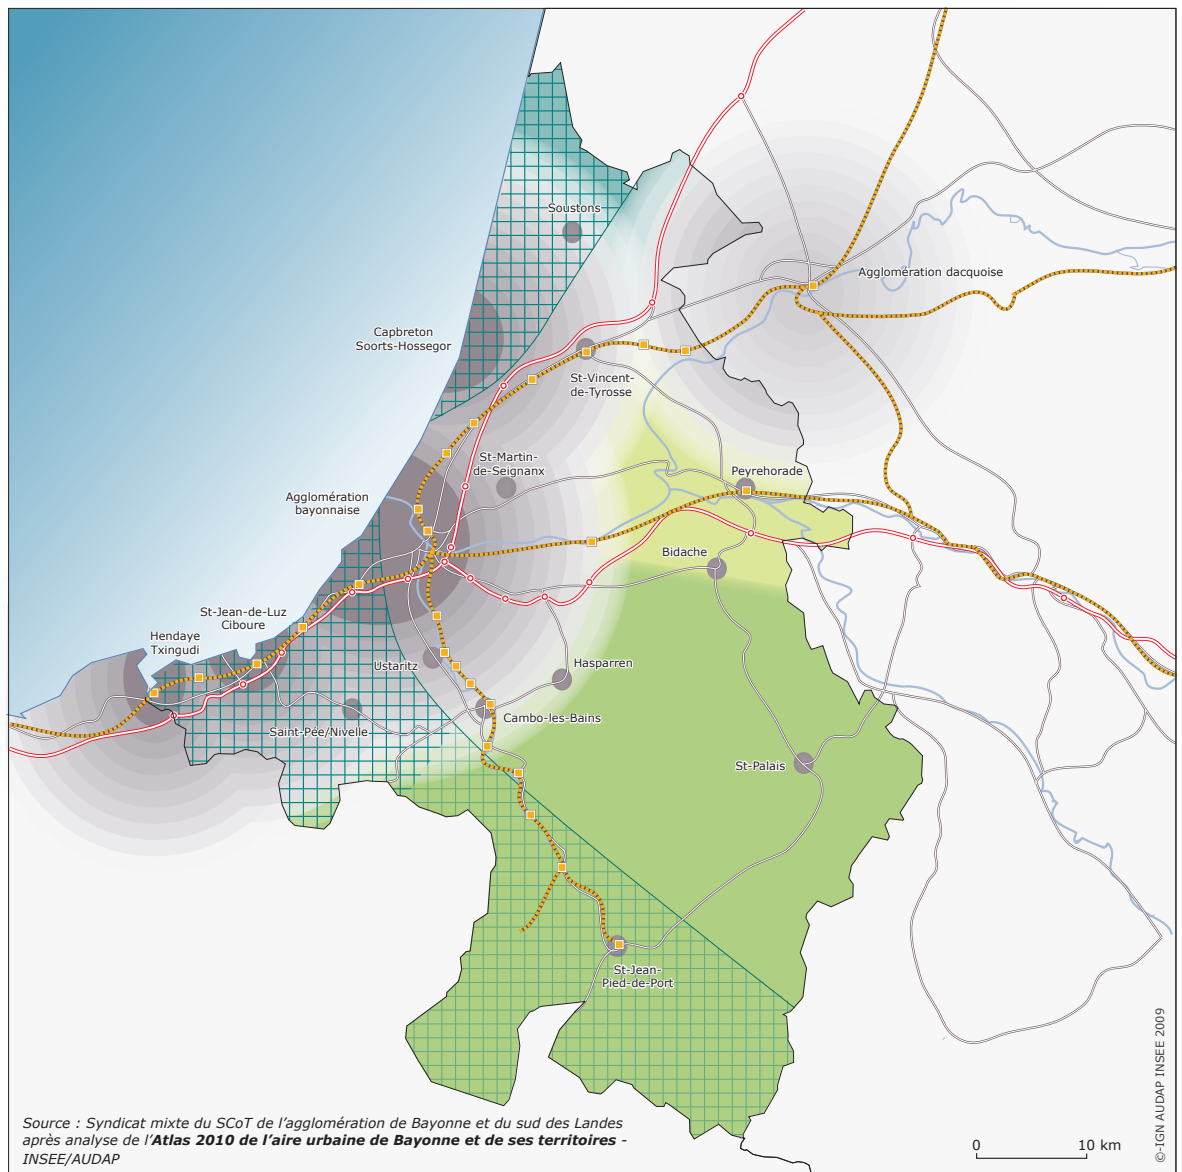 Soustons
Agglomération dacquoise
Capbreton
Soorts-Hossegor
St-Vincent-
de-Tyrosse
St-Martin-
de-Seignanx
Peyrehorade
Agglomération
bayonnaise
Bidache
St-Jean-de-Luz
Ciboure
Hendaye
Txingudi
Ustaritz
Hasparren
Cambo-les-Bains
Saint-Pée/Nivelle
St-Palais
St-Jean-
Pied-de-Port
Source : Syndicat mixte du SCoT de l’agglomération de Bayonne et du sud des Landes
après analyse de l’Atlas 2010 de l’aire urbaine de Bayonne et de ses territoires -
INSEE/AUDAP
0 10 km
©-IGN AUDAP INSEE 2009